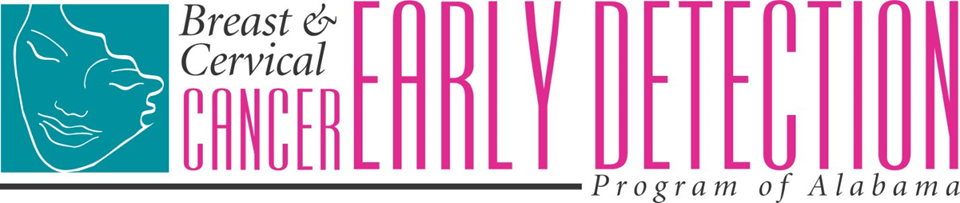 Breast &
Cervical
CANCER EARLY DETECTION
Program of Alabama